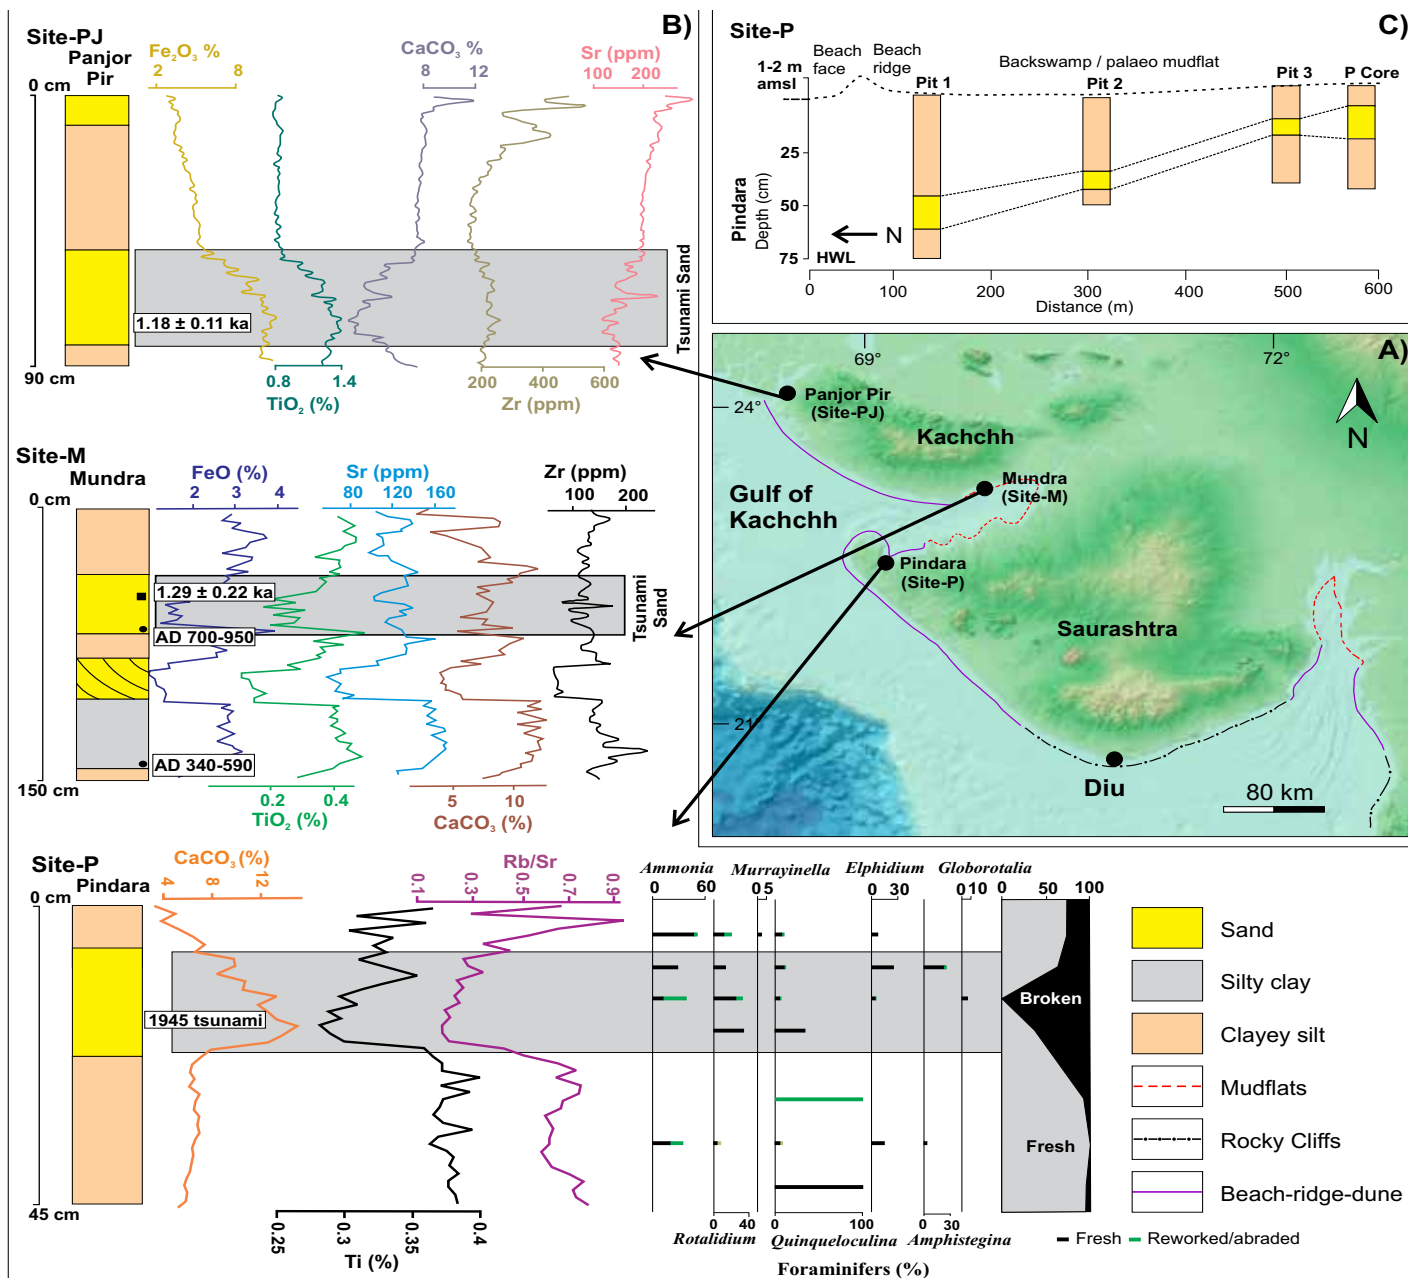 B)
Site-PJ
Panjor
Pir
Fe₂O₃ %
2 8
CaCO₃ %
8 12
Sr (ppm)
100 200
0 cm
1.18 ± 0.11 ka
Tsunami Sand
90 cm
0.8 1.4
TiO₂ (%)
200 400 600
Zr (ppm)
C)
Site-P
Beach
face
Beach
ridge
Backswamp / palaeo mudflat
1-2 m
amsl
Pit 1
Pit 2
Pit 3
P Core
25
50
75
Pindara
Depth (cm)
N
HWL
0 100 200 300 400 500 600
Distance (m)
A)
69°
72°
24°
21°
Panjor Pir
(Site-PJ)
Kachchh
N
Mundra
(Site-M)
Gulf of
Kachchh
Pindara
(Site-P)
Saurashtra
Diu
80 km
Site-M
Mundra
FeO (%)
2 3 4
Sr (ppm)
80 120 160
Zr (ppm)
100 200
0 cm
1.29 ± 0.22 ka
AD 700-950
Tsunami
Sand
AD 340-590
150 cm
0.2 0.4
TiO₂ (%)
5 10
CaCO₃ (%)
Site-P
Pindara
CaCO₃ (%)
4 8 12
Rb/Sr
0.1 0.3 0.5 0.7 0.9
Ammonia
0 60
Murrayinella
0 5
Elphidium
0 30
Globorotalia
0 10
0 50 100
0 cm
1945 tsunami
Broken
Fresh
45 cm
0.25 0.3 0.35 0.4
Ti (%)
0 40
Rotalidium
0 100
Quinqueloculina
0 30
Amphistegina
Foraminifers (%)
Sand
Silty clay
Clayey silt
Mudflats
Rocky Cliffs
Beach-ridge-dune
Fresh
Reworked/abraded